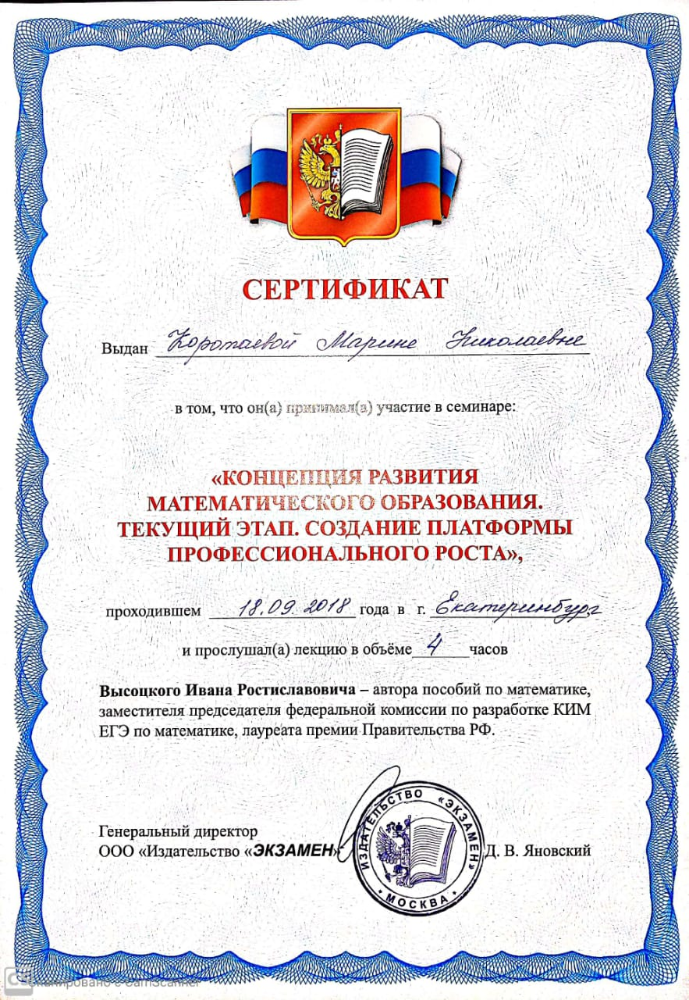 СЕРТИФИКАТ
Выдан Коротаевой Марине Николаевне
в том, что он(а) принимал(а) участие в семинаре:
«КОНЦЕПЦИЯ РАЗВИТИЯ
МАТЕМАТИЧЕСКОГО ОБРАЗОВАНИЯ.
ТЕКУЩИЙ ЭТАП. СОЗДАНИЕ ПЛАТФОРМЫ
ПРОФЕССИОНАЛЬНОГО РОСТА»,
проходившем 18.09.2018 года в г. Екатеринбург
и прослушал(а) лекцию в объёме 4 часов
Высоцкого Ивана Ростиславовича – автора пособий по математике,
заместителя председателя федеральной комиссии по разработке КИМ
ЕГЭ по математике, лауреата премии Правительства РФ.
Генеральный директор
ООО «Издательство «ЭКЗАМЕН» Д. В. Яновский
ИЗДАТЕЛЬСТВО «ЭКЗАМЕН»
МОСКВА
CS Сканировано с CamScanner